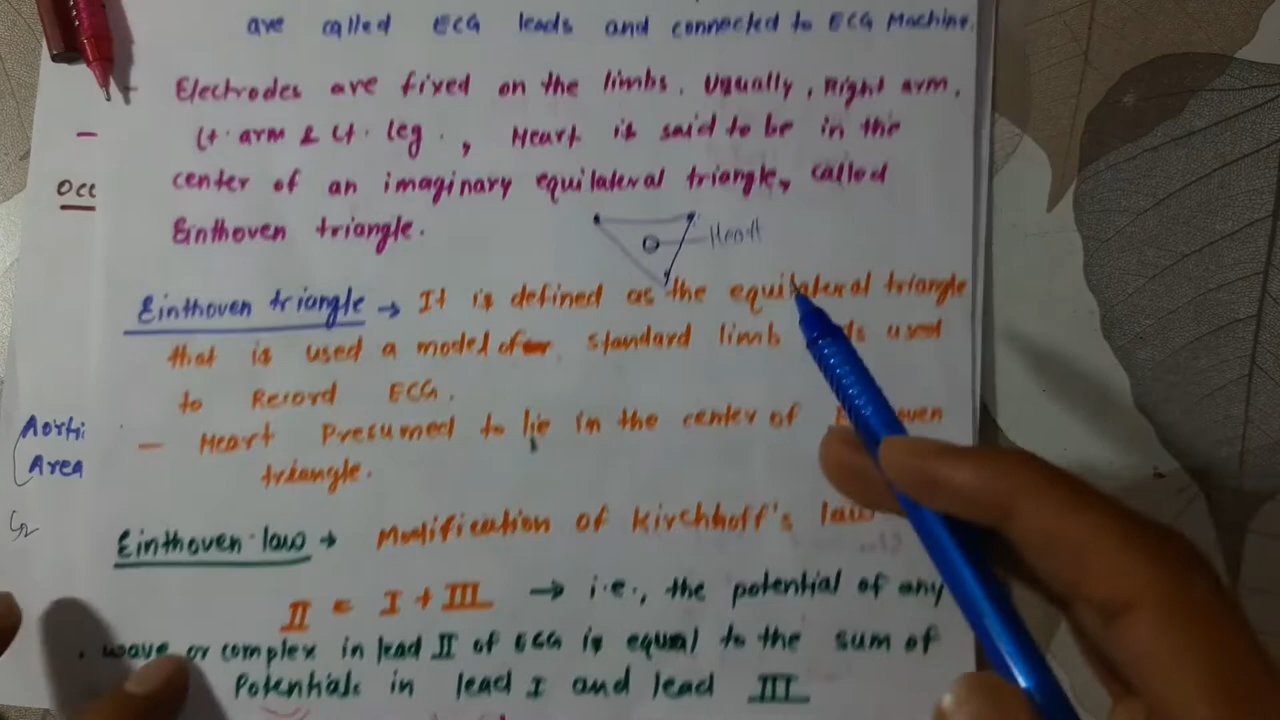 are called ECG leads and connected to ECG Machine.
- Electrodes are fixed on the limbs. Usually, Right arm,
Lt. arm & Lt. leg., Heart is said to be in the
center of an imaginary equilateral triangle, called
Einthoven triangle.
Heart
Einthoven triangle → It is defined as the equilateral triangle
that is used a model of standard limb used
to Record ECG.
- Heart Presumed to lie in the center of
triangle.
Einthoven law → Modification of Kirchhoff's law
II = I + III → i.e., the potential of any
wave or complex in lead II of ECG is equal to the sum of
Potentials in lead I and lead III
-
Occ
Aorti
Area